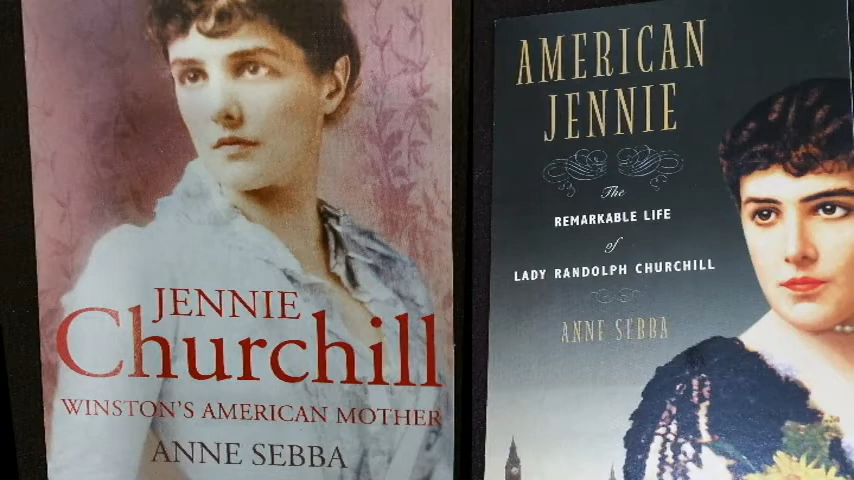 JENNIE
Churchill
WINSTON'S AMERICAN MOTHER
ANNE SEBBA
AMERICAN
JENNIE
The
REMARKABLE LIFE
of
LADY RANDOLPH CHURCHILL
ANNE SEBBA